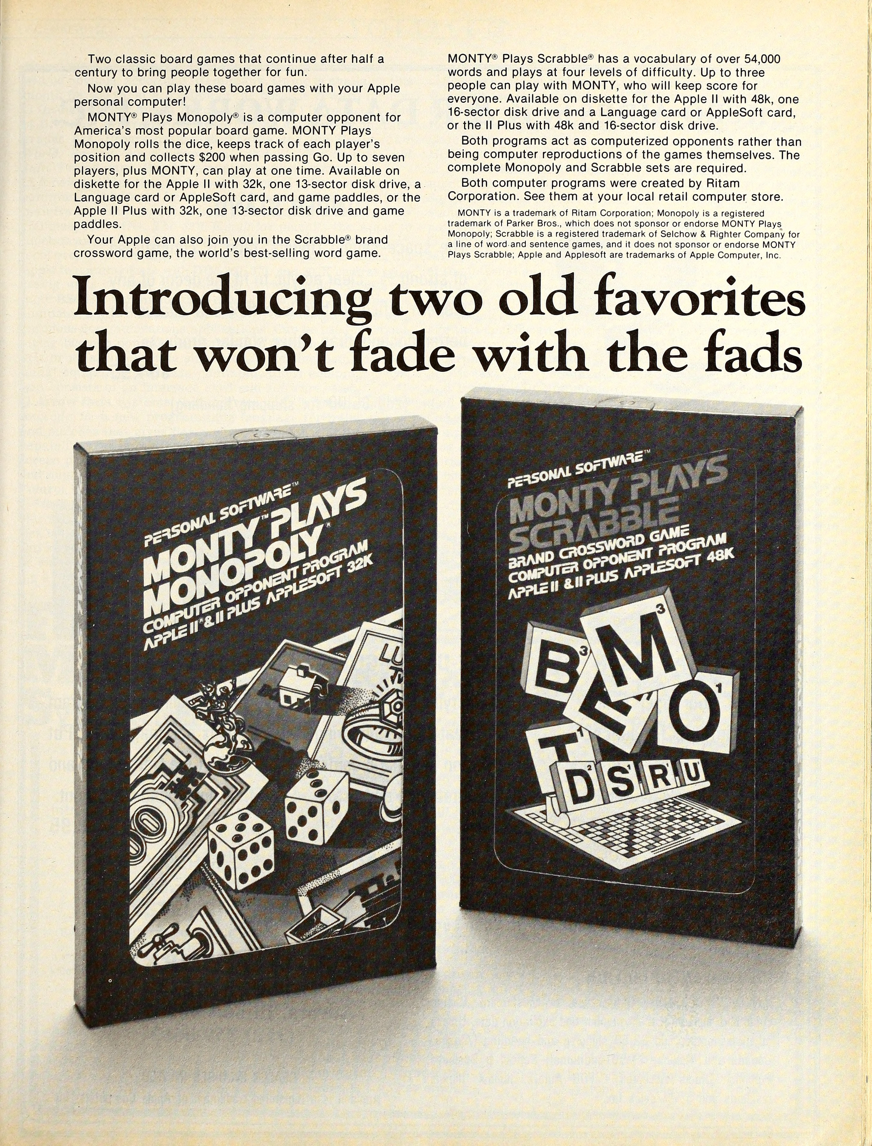 Two classic board games that continue after half a
century to bring people together for fun.
Now you can play these board games with your Apple
personal computer!
MONTY® Plays Monopoly® is a computer opponent for
America's most popular board game. MONTY Plays
Monopoly rolls the dice, keeps track of each player's
position and collects $200 when passing Go. Up to seven
players, plus MONTY, can play at one time. Available on
diskette for the Apple II with 32k, one 13-sector disk drive, a
Language card or AppleSoft card, and game paddles, or the
Apple II Plus with 32k, one 13-sector disk drive and game
paddles.
Your Apple can also join you in the Scrabble® brand
crossword game, the world's best-selling word game.
MONTY® Plays Scrabble® has a vocabulary of over 54,000
words and plays at four levels of difficulty. Up to three
people can play with MONTY, who will keep score for
everyone. Available on diskette for the Apple II with 48k, one
16-sector disk drive and a Language card or AppleSoft card,
or the II Plus with 48k and 16-sector disk drive.
Both programs act as computerized opponents rather than
being computer reproductions of the games themselves. The
complete Monopoly and Scrabble sets are required.
Both computer programs were created by Ritam
Corporation. See them at your local retail computer store.
MONTY is a trademark of Ritam Corporation; Monopoly is a registered
trademark of Parker Bros., which does not sponsor or endorse MONTY Plays
Monopoly; Scrabble is a registered trademark of Selchow & Righter Company for
a line of word and sentence games, and it does not sponsor or endorse MONTY
Plays Scrabble; Apple and Applesoft are trademarks of Apple Computer, Inc.
Introducing two old favorites
that won't fade with the fads
PERSONAL SOFTWARE™
MONTY™ PLAYS
MONOPOLY®
COMPUTER OPPONENT PROGRAM
APPLE II® & II PLUS APPLESOFT 32K
LU
PERSONAL SOFTWARE™
MONTY PLAYS
SCRABBLE
BRAND CROSSWORD GAME
COMPUTER OPPONENT PROGRAM
APPLE II & II PLUS APPLESOFT 48K
B3
M3
E
O1
T1
D2 S1 R1 U1